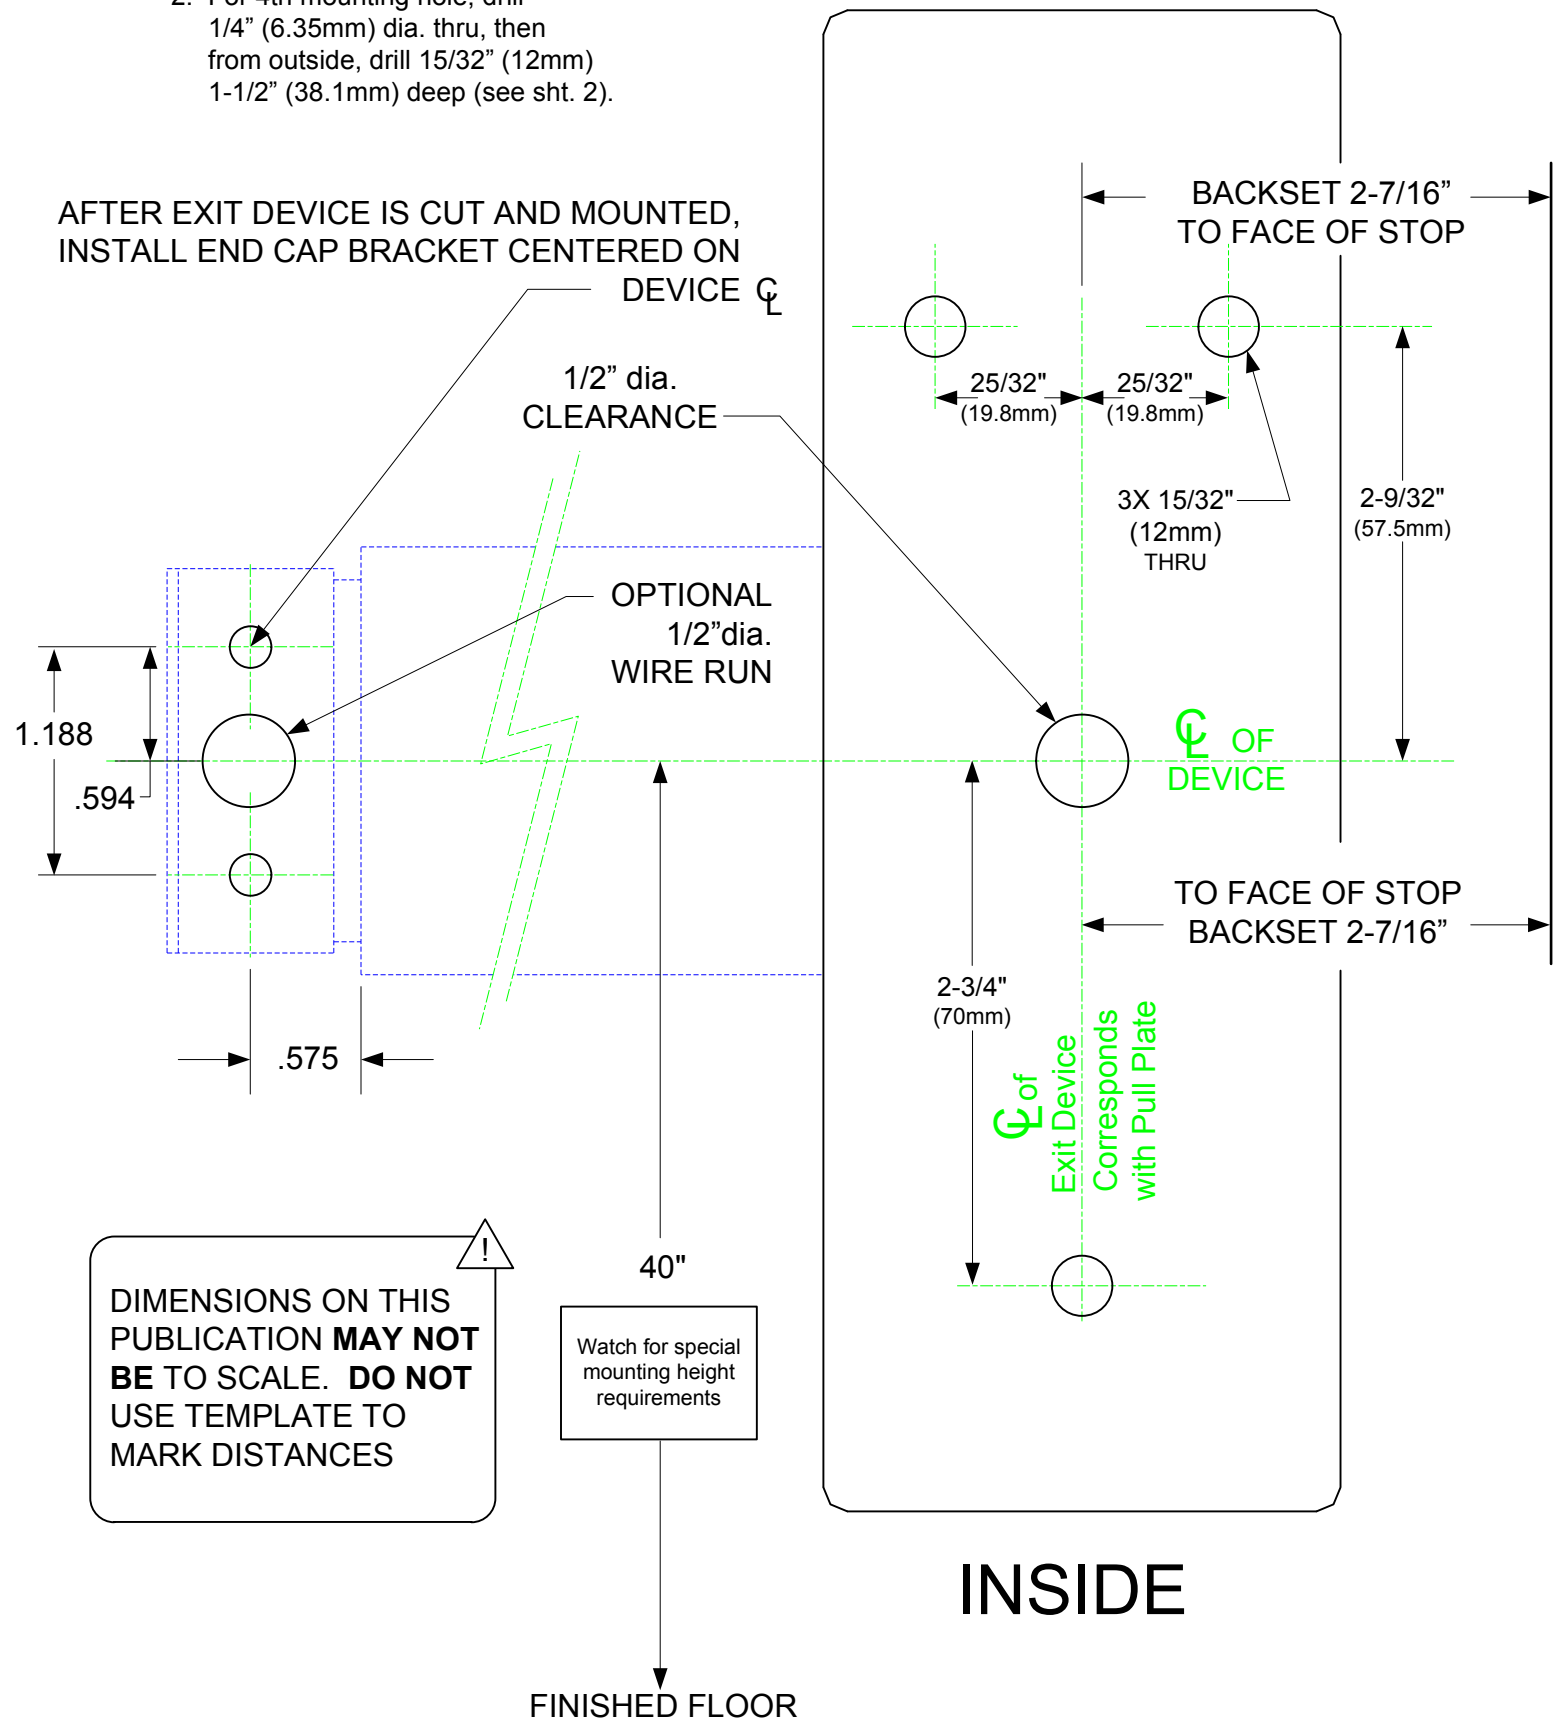 2. For 4th mounting hole, drill
1/4” (6.35mm) dia. thru, then
from outside, drill 15/32” (12mm)
1-1/2” (38.1mm) deep (see sht. 2).
AFTER EXIT DEVICE IS CUT AND MOUNTED,
INSTALL END CAP BRACKET CENTERED ON
DEVICE ℄
BACKSET 2-7/16”
TO FACE OF STOP
1/2” dia.
CLEARANCE
25/32"
(19.8mm)
25/32"
(19.8mm)
3X 15/32"
(12mm)
THRU
2-9/32"
(57.5mm)
OPTIONAL
1/2”dia.
WIRE RUN
1.188
.594
℄ OF
DEVICE
TO FACE OF STOP
BACKSET 2-7/16”
2-3/4"
(70mm)
.575
℄ of
Exit Device
Corresponds
with Pull Plate
40"
Watch for special
mounting height
requirements
!
DIMENSIONS ON THIS
PUBLICATION MAY NOT
BE TO SCALE. DO NOT
USE TEMPLATE TO
MARK DISTANCES
INSIDE
FINISHED FLOOR